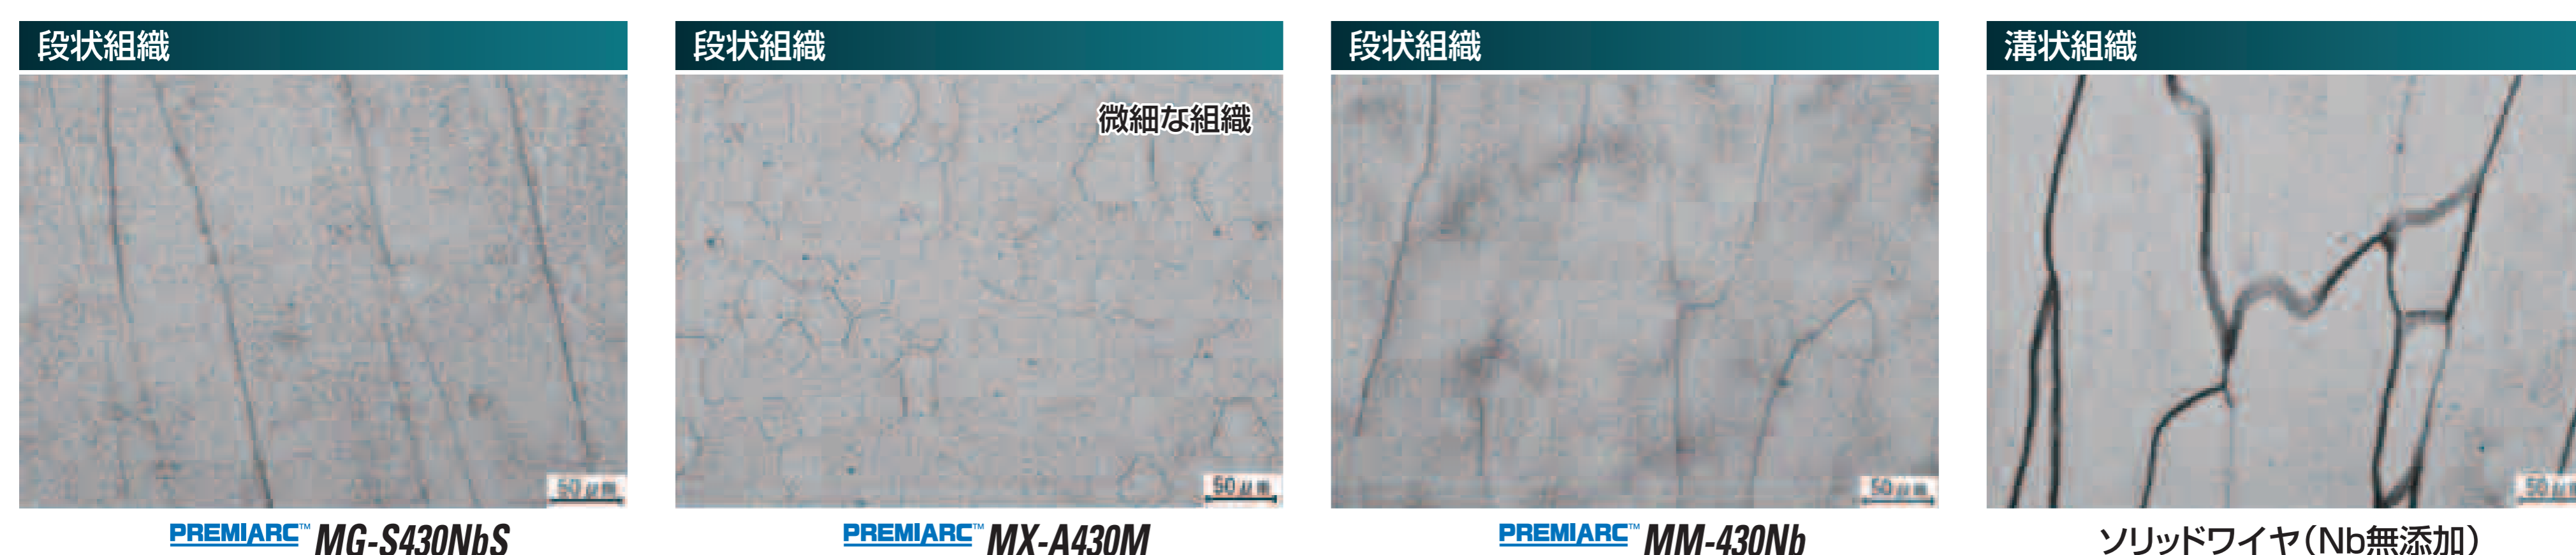 段状組織
段状組織
段状組織
溝状組織
微細な組織
50μm
50μm
50μm
PREMIARC™ MG-S430NbS
PREMIARC™ MX-A430M
PREMIARC™ MM-430Nb
ソリッドワイヤ（Nb無添加）